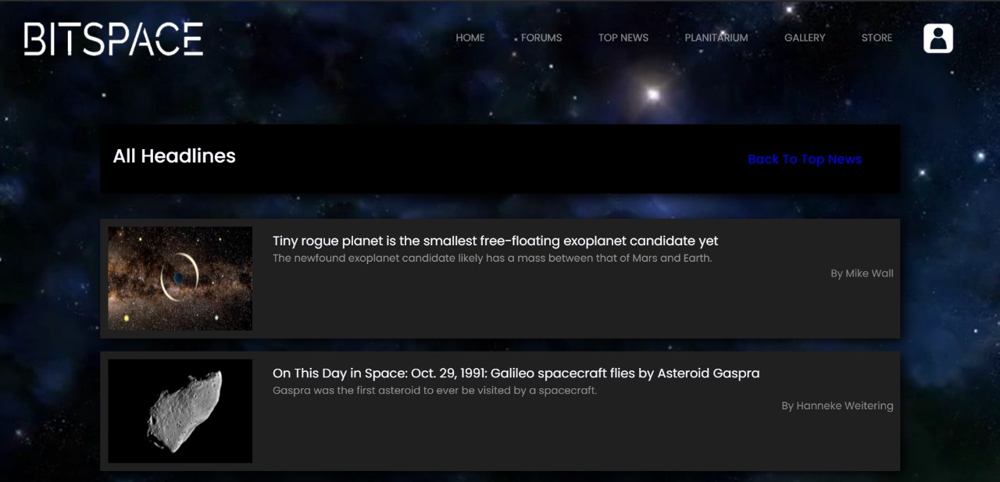 BITSPACE
HOME FORUMS TOP NEWS PLANITARIUM GALLERY STORE
All Headlines
Back To Top News
Tiny rogue planet is the smallest free-floating exoplanet candidate yet
The newfound exoplanet candidate likely has a mass between that of Mars and Earth.
By Mike Wall
On This Day in Space: Oct. 29, 1991: Galileo spacecraft flies by Asteroid Gaspra
Gaspra was the first asteroid to ever be visited by a spacecraft.
By Hanneke Weitering